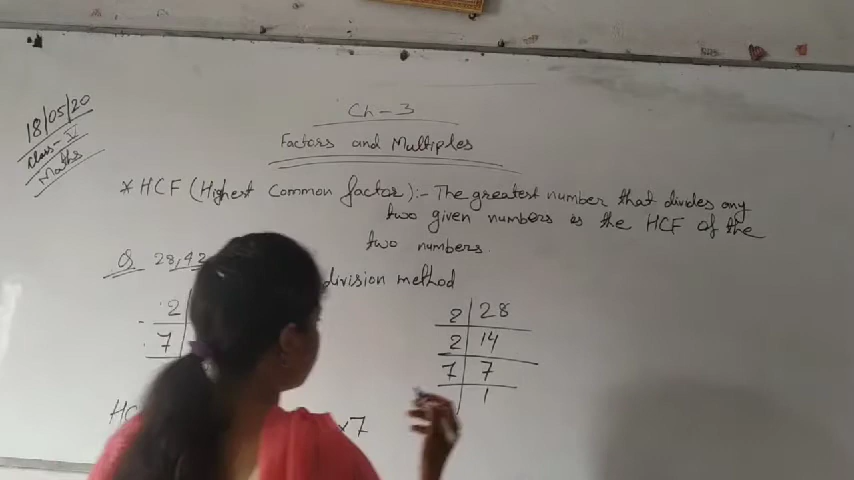 18/05/20
Class- V
Maths
Ch - 3
Factors and Multiples
* HCF (Highest Common factor):- The greatest number that divides any
two given numbers is the HCF of the
two numbers.
Q 28, 42
division method
2
7
2 28
2 14
7 7
1
HC
x7